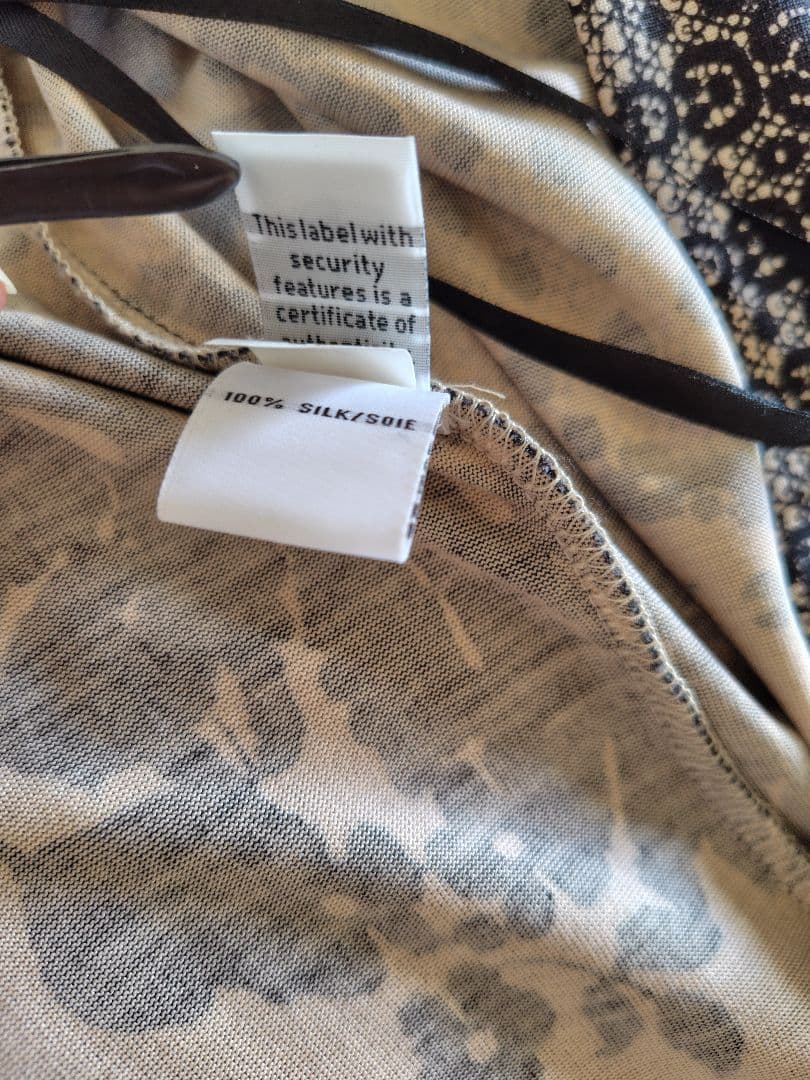 This label with
security
features is a
certificate of
100% SILK/SOIE